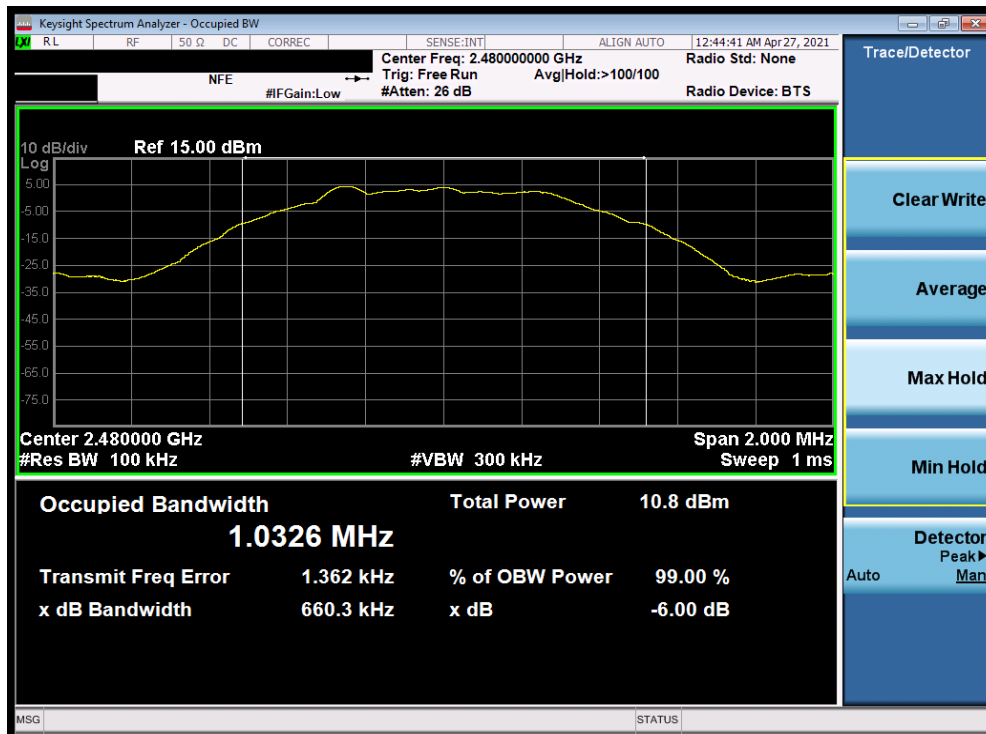 Keysight Spectrum Analyzer - Occupied BW
LXI RL RF 50 Ω DC CORREC SENSE:INT ALIGN AUTO 12:44:41 AM Apr 27, 2021
NFE
#IFGain:Low
Center Freq: 2.480000000 GHz
Trig: Free Run Avg|Hold:>100/100
#Atten: 26 dB
Radio Std: None
Radio Device: BTS
Trace/Detector
10 dB/div Ref 15.00 dBm
Log
5.00
-5.00
-15.0
-25.0
-35.0
-45.0
-55.0
-65.0
-75.0
Center 2.480000 GHz Span 2.000 MHz
#Res BW 100 kHz #VBW 300 kHz Sweep 1 ms
Occupied Bandwidth Total Power 10.8 dBm
1.0326 MHz
Transmit Freq Error 1.362 kHz % of OBW Power 99.00 %
x dB Bandwidth 660.3 kHz x dB -6.00 dB
Clear Write
Average
Max Hold
Min Hold
Detector
Peak▶
Auto Man
MSG STATUS